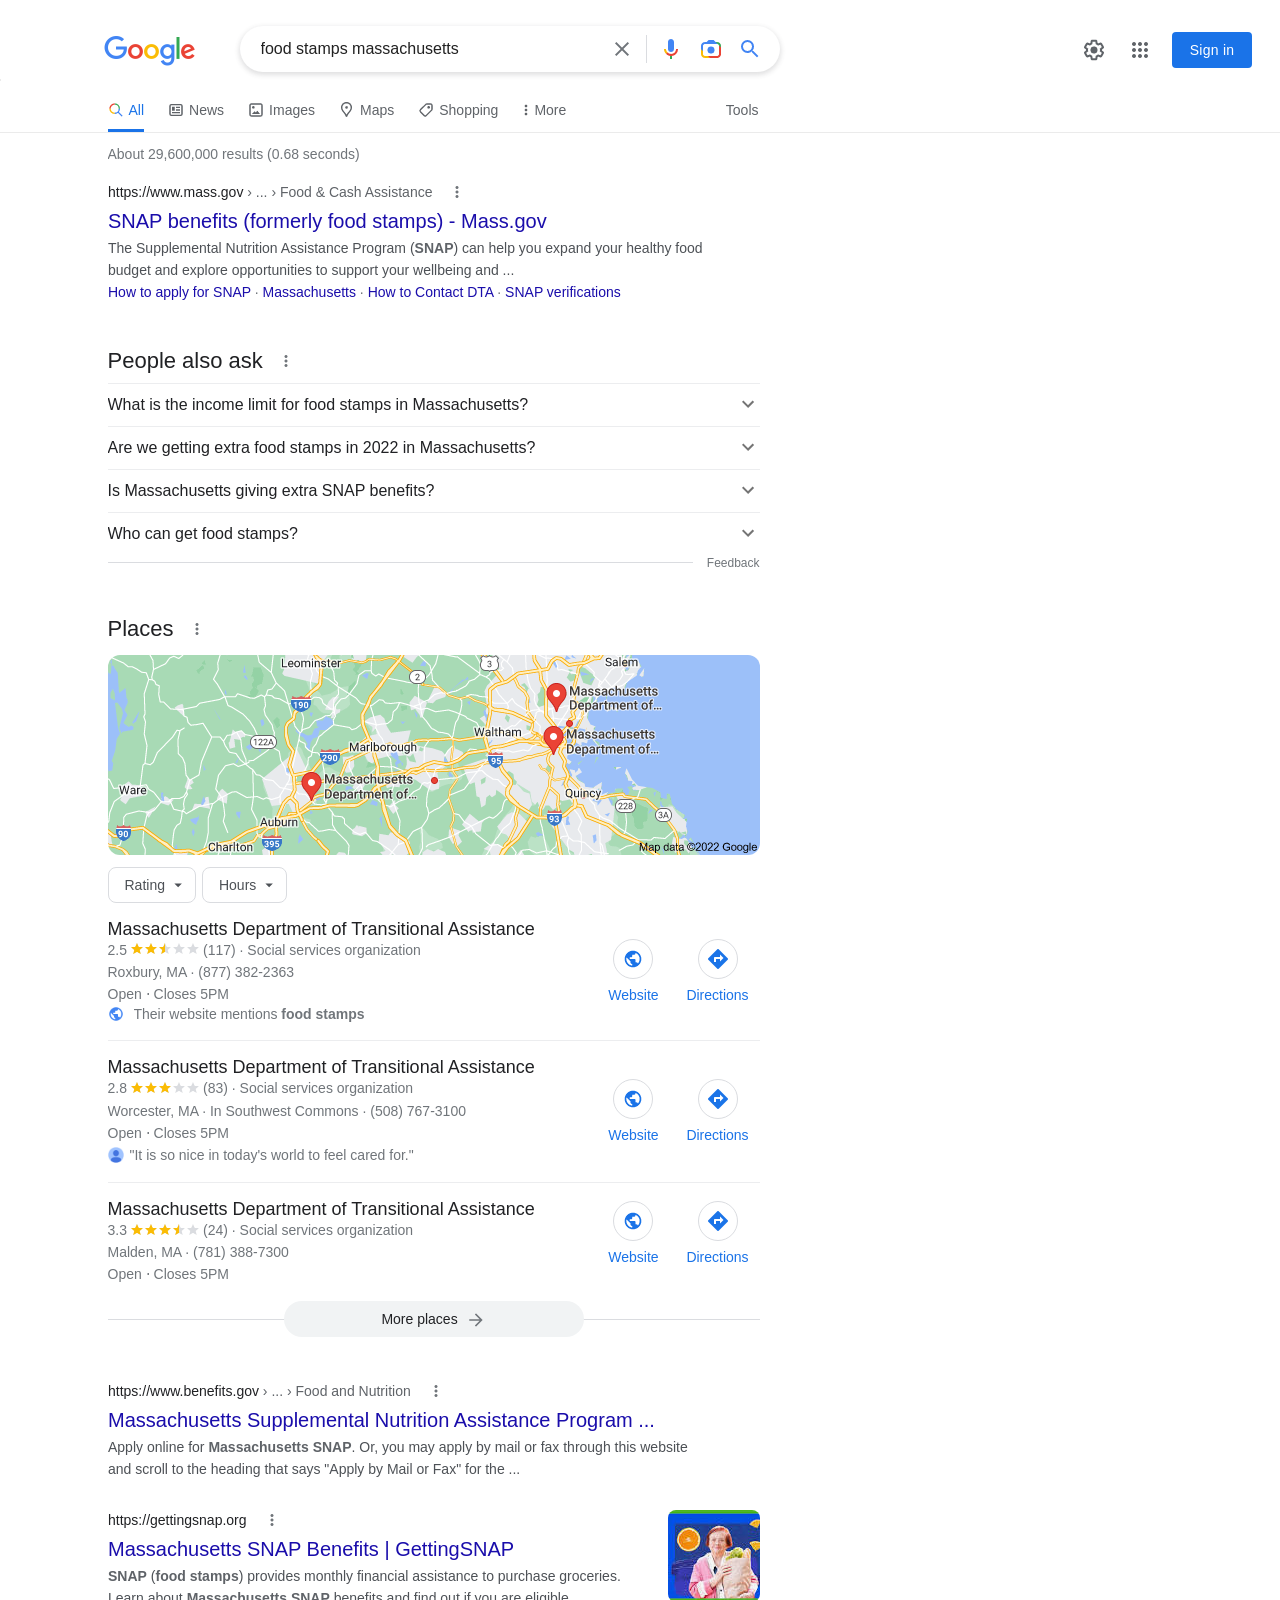 Google
food stamps massachusetts
Sign in
All
News
Images
Maps
Shopping
More
Tools
About 29,600,000 results (0.68 seconds)
https://www.mass.gov › ... › Food & Cash Assistance
SNAP benefits (formerly food stamps) - Mass.gov
The Supplemental Nutrition Assistance Program (SNAP) can help you expand your healthy food
budget and explore opportunities to support your wellbeing and ...
How to apply for SNAP · Massachusetts · How to Contact DTA · SNAP verifications
People also ask
What is the income limit for food stamps in Massachusetts?
Are we getting extra food stamps in 2022 in Massachusetts?
Is Massachusetts giving extra SNAP benefits?
Who can get food stamps?
Feedback
Places
Leominster
3
Salem
2
190
Massachusetts
Department of...
122A
Waltham
Massachusetts
Department of...
Marlborough
290
95
Massachusetts
Department of...
Ware
Quincy
228
3A
Auburn
93
90
Charlton
395
Map data ©2022 Google
Rating
Hours
Massachusetts Department of Transitional Assistance
2.5 (117) · Social services organization
Roxbury, MA · (877) 382-2363
Open · Closes 5PM
Their website mentions food stamps
Website
Directions
Massachusetts Department of Transitional Assistance
2.8 (83) · Social services organization
Worcester, MA · In Southwest Commons · (508) 767-3100
Open · Closes 5PM
"It is so nice in today's world to feel cared for."
Website
Directions
Massachusetts Department of Transitional Assistance
3.3 (24) · Social services organization
Malden, MA · (781) 388-7300
Open · Closes 5PM
Website
Directions
More places
https://www.benefits.gov › ... › Food and Nutrition
Massachusetts Supplemental Nutrition Assistance Program ...
Apply online for Massachusetts SNAP. Or, you may apply by mail or fax through this website
and scroll to the heading that says "Apply by Mail or Fax" for the ...
https://gettingsnap.org
Massachusetts SNAP Benefits | GettingSNAP
SNAP (food stamps) provides monthly financial assistance to purchase groceries.
Learn about Massachusetts SNAP benefits and find out if you are eligible.